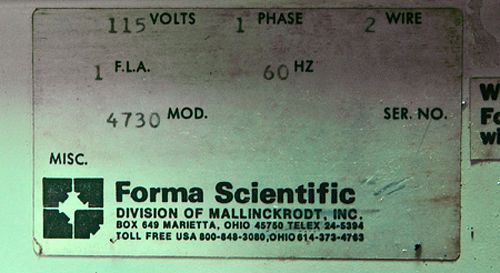 115 VOLTS 1 PHASE 2 WIRE
1 F.L.A. 60 HZ
4730 MOD. SER. NO.
MISC.
Forma Scientific
DIVISION OF MALLINCKRODT, INC.
BOX 649 MARIETTA, OHIO 45750 TELEX 24-5394
TOLL FREE USA 800-848-3080, OHIO 614-373-4763